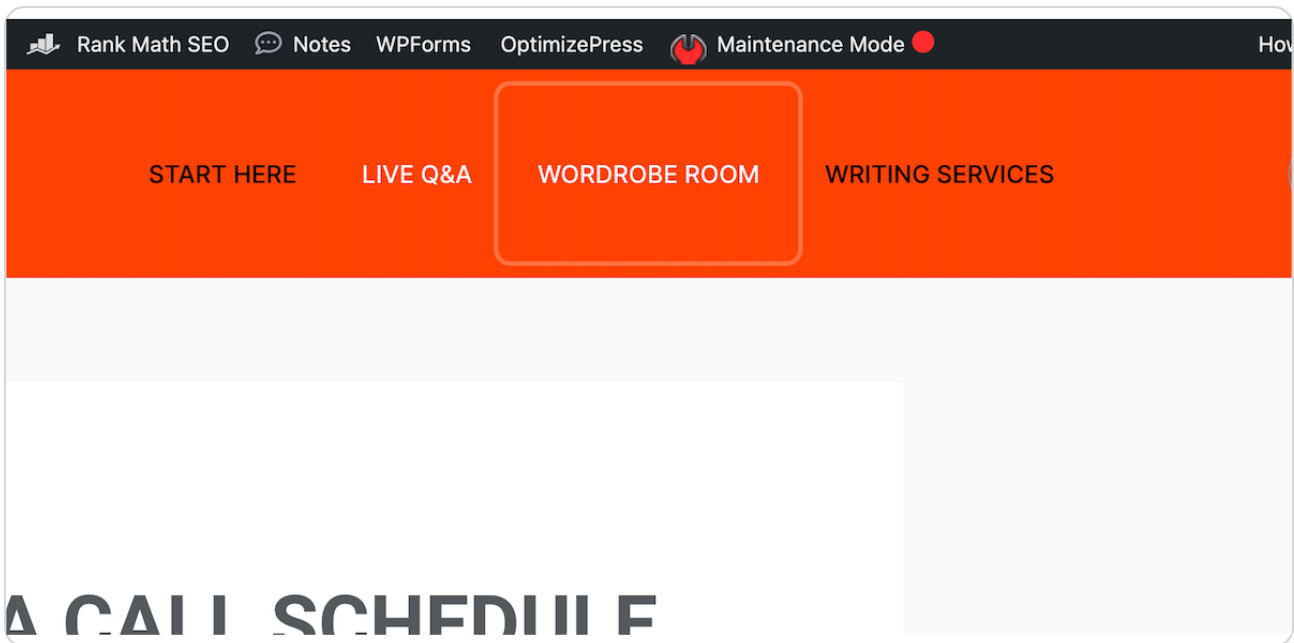 Rank Math SEO Notes WPForms OptimizePress Maintenance Mode
START HERE LIVE Q&A WORDROBE ROOM WRITING SERVICES
A CALL SCHEDULE